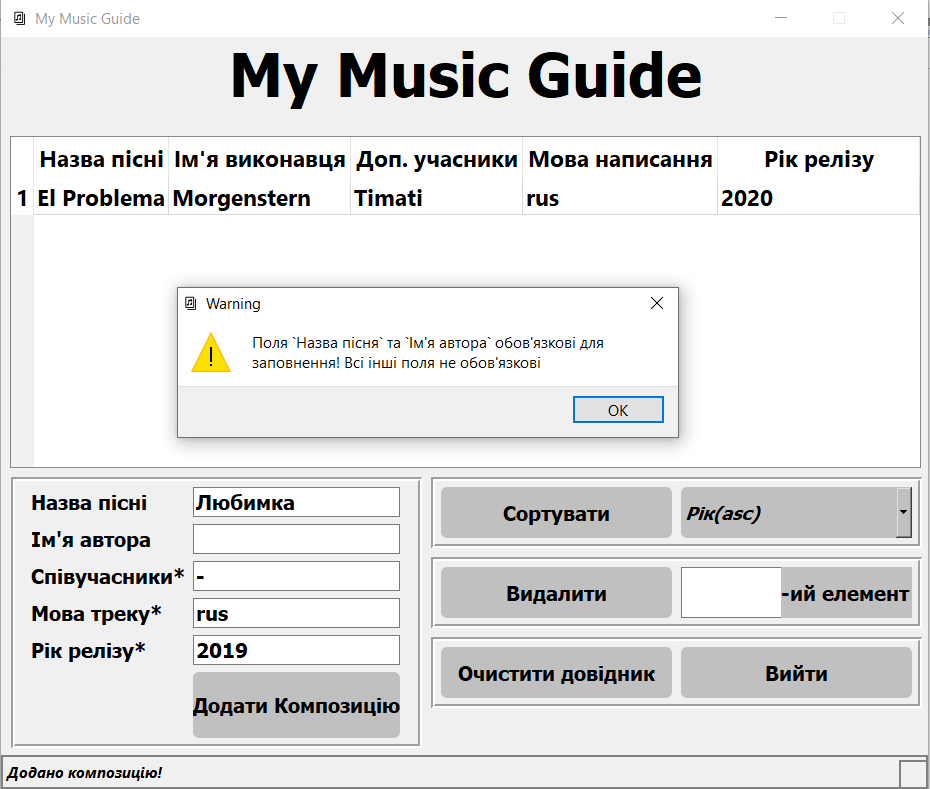 My Music Guide
My Music Guide
Назва пісні Ім'я виконавця Доп. учасники Мова написання Рік релізу
1 El Problema Morgenstern Timati rus 2020
Warning
Поля `Назва пісня` та `Ім'я автора` обов'язкові для
заповнення! Всі інші поля не обов'язкові
OK
Назва пісні Любимка
Ім'я автора
Співучасники* -
Мова треку* rus
Рік релізу* 2019
Додати Композицію
Сортувати Рік(asc)
Видалити -ий елемент
Очистити довідник Вийти
Додано композицію!